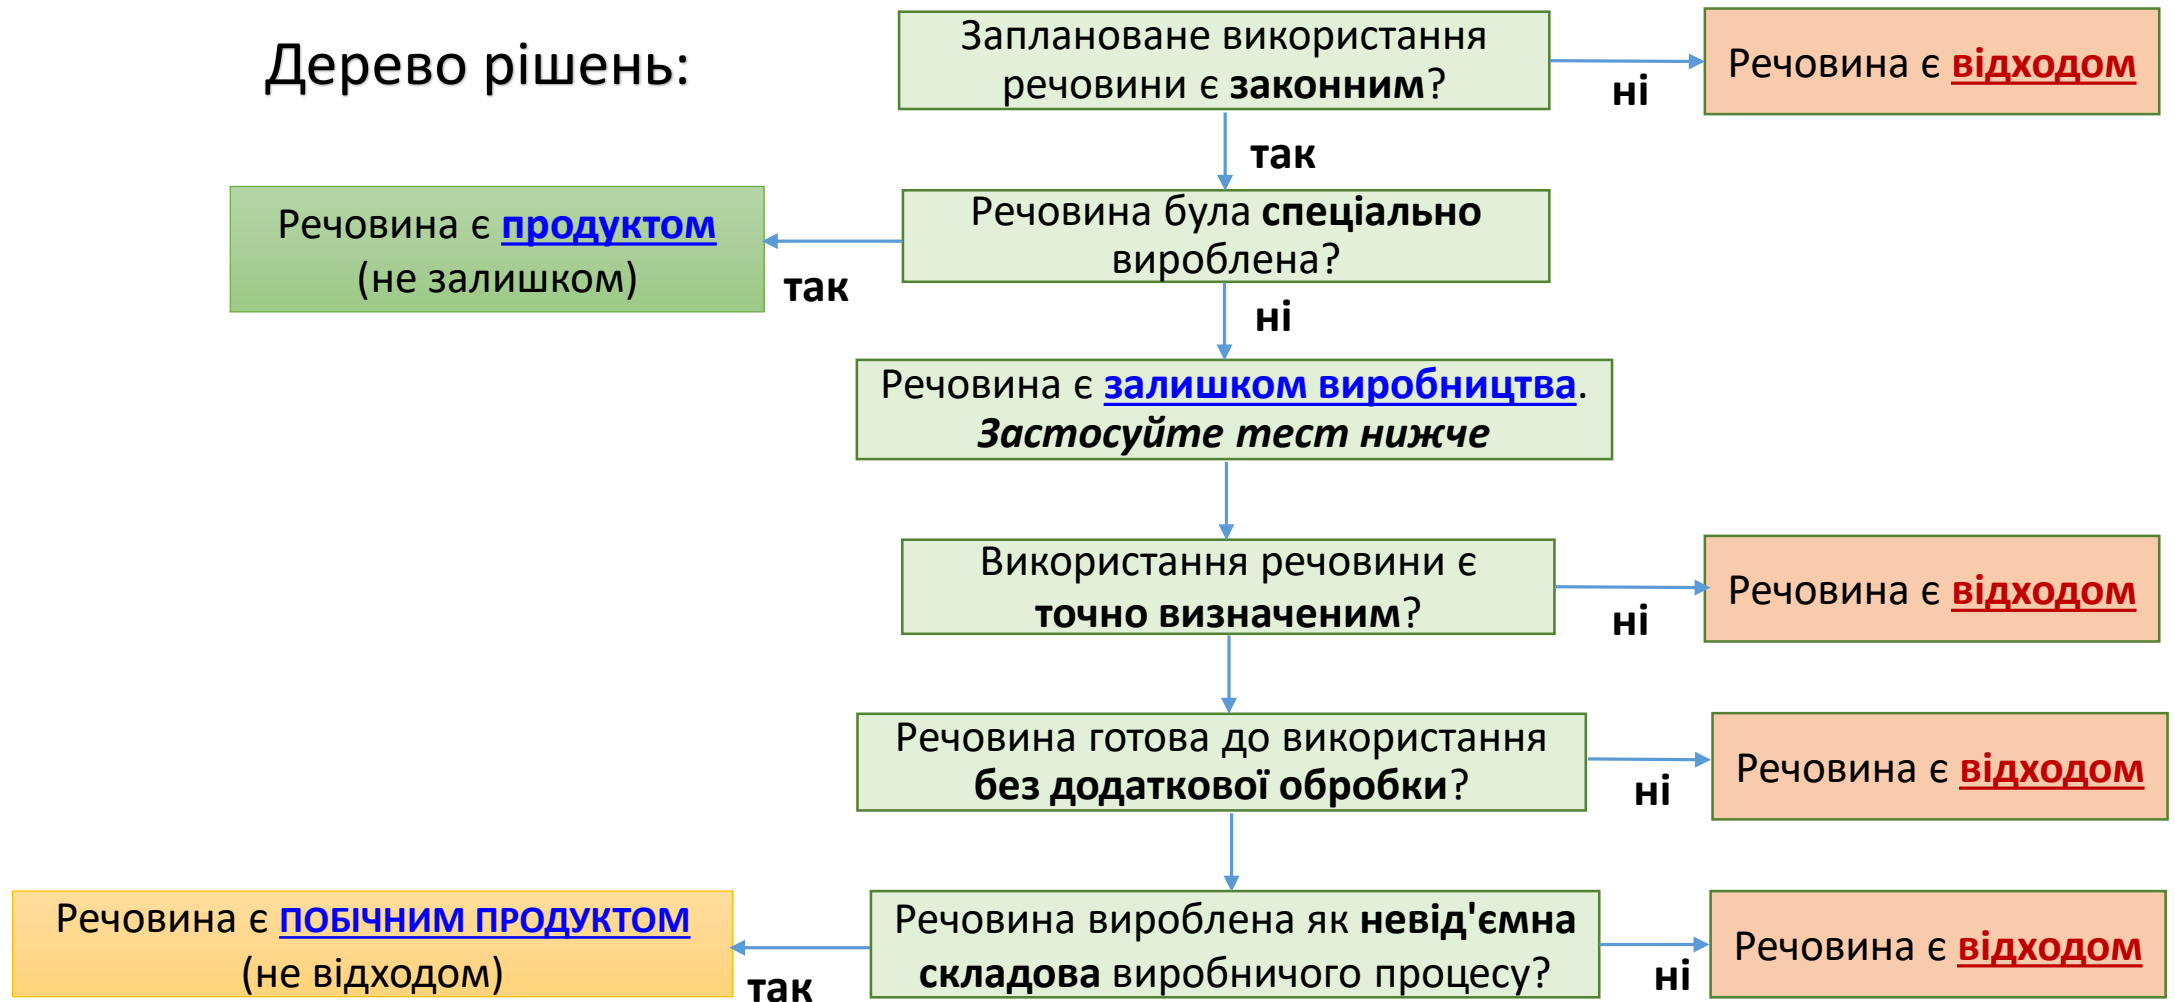 Дерево рішень:
Заплановане використання
речовини є законним?
ні
Речовина є відходом
так
Речовина була спеціально
вироблена?
так
Речовина є продуктом
(не залишком)
ні
Речовина є залишком виробництва.
Застосуйте тест нижче
Використання речовини є
точно визначеним?
ні
Речовина є відходом
Речовина готова до використання
без додаткової обробки?
ні
Речовина є відходом
Речовина вироблена як невід'ємна
складова виробничого процесу?
ні
Речовина є відходом
так
Речовина є ПОБІЧНИМ ПРОДУКТОМ
(не відходом)